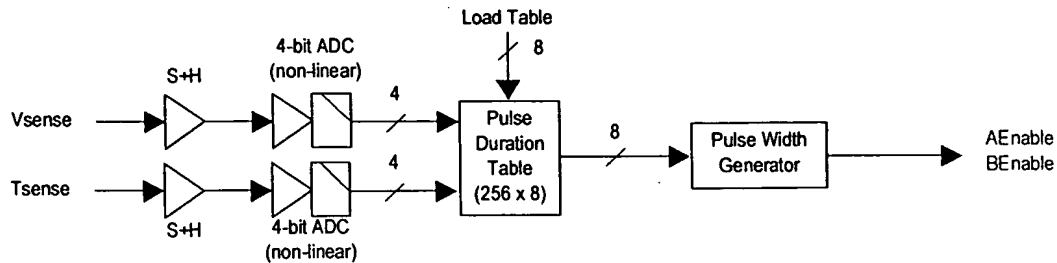 Load Table
8
4-bit ADC
(non-linear)
S+H
4
Vsense
Pulse
Duration
Table
(256 x 8)
8
Pulse Width
Generator
AEnable
BEnable
4
Tsense
S+H
4-bit ADC
(non-linear)